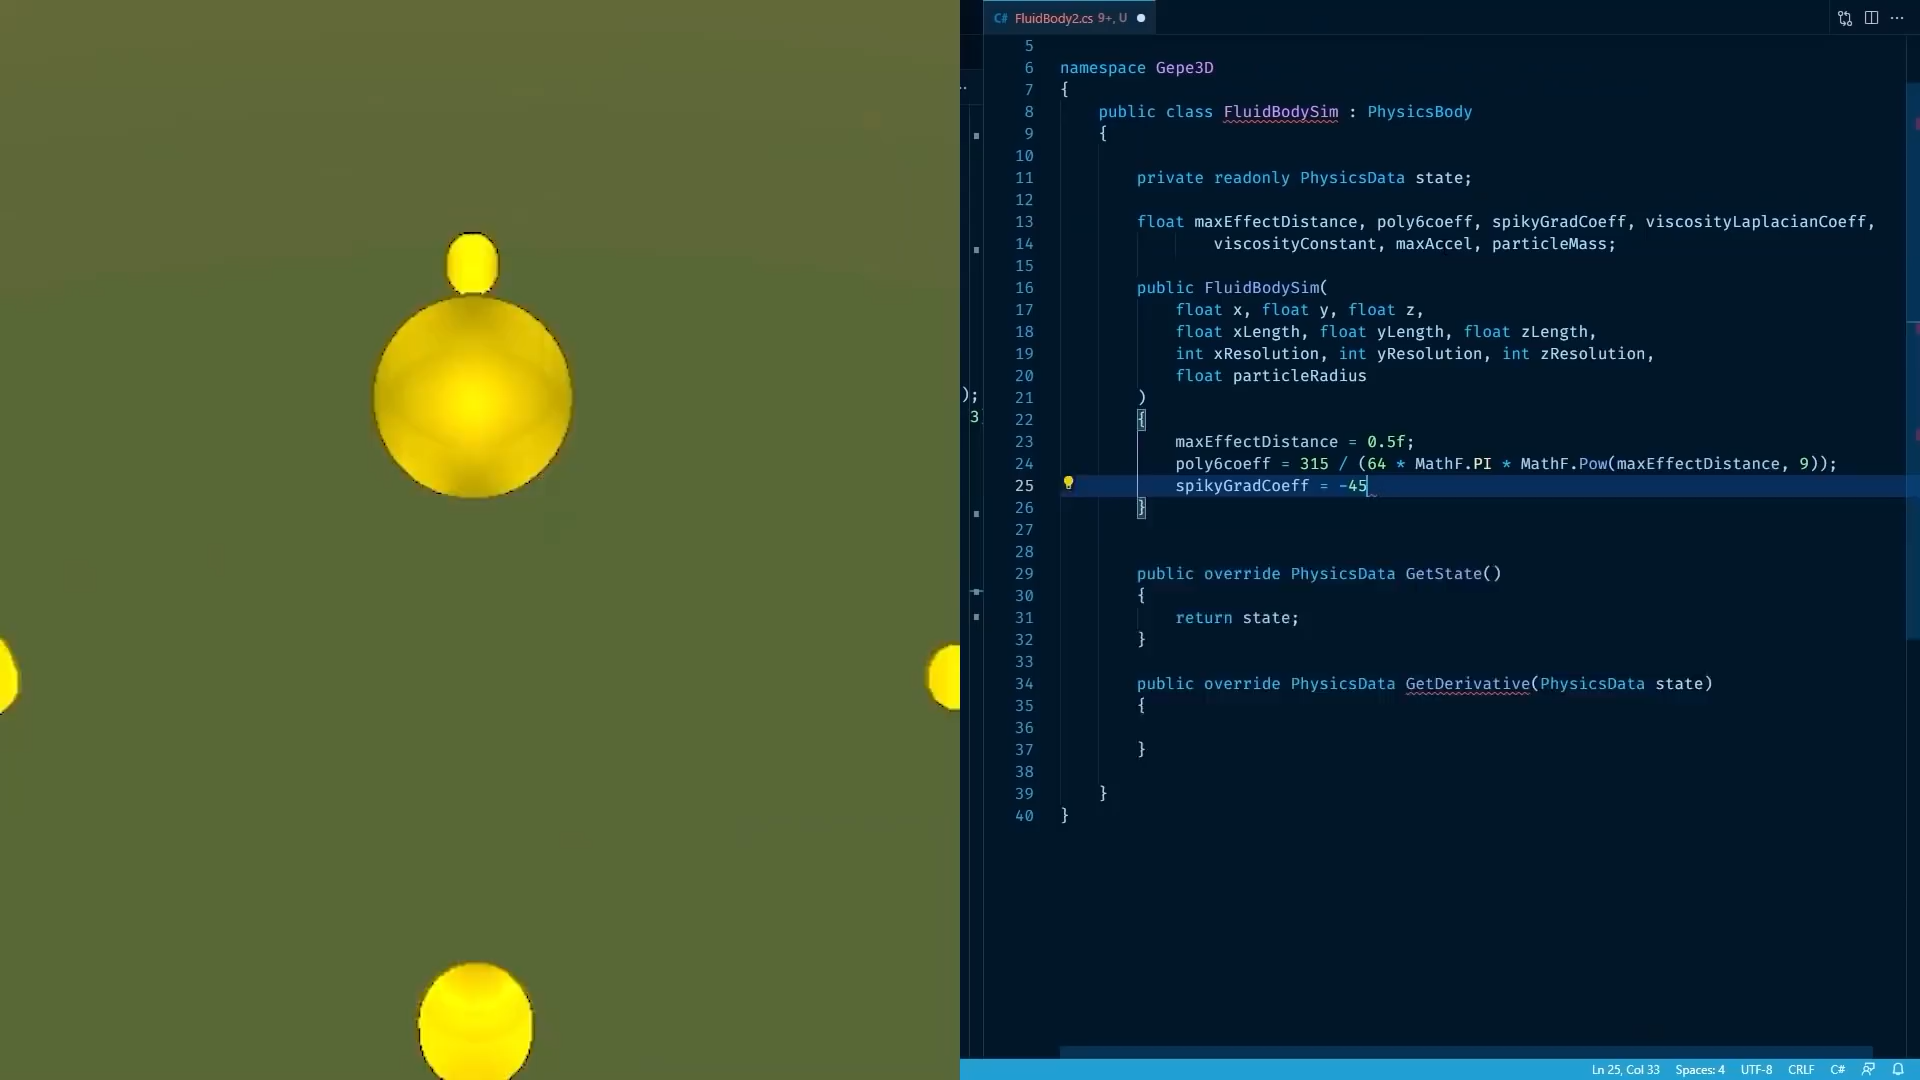 C# FluidBody2.cs 9+, U
5
6 namespace Gepe3D
7 {
8 public class FluidBodySim : PhysicsBody
9 {
10
11 private readonly PhysicsData state;
12
13 float maxEffectDistance, poly6coeff, spikyGradCoeff, viscosityLaplacianCoeff,
14 viscosityConstant, maxAccel, particleMass;
15
16 public FluidBodySim(
17 float x, float y, float z,
18 float xLength, float yLength, float zLength,
19 int xResolution, int yResolution, int zResolution,
20 float particleRadius
21 )
22 {
23 maxEffectDistance = 0.5f;
24 poly6coeff = 315 / (64 * MathF.PI * MathF.Pow(maxEffectDistance, 9));
25 spikyGradCoeff = -45
26 }
27
28
29 public override PhysicsData GetState()
30 {
31 return state;
32 }
33
34 public override PhysicsData GetDerivative(PhysicsData state)
35 {
36
37 }
38
39 }
40 }
);
3
Ln 25, Col 33 Spaces: 4 UTF-8 CRLF C#